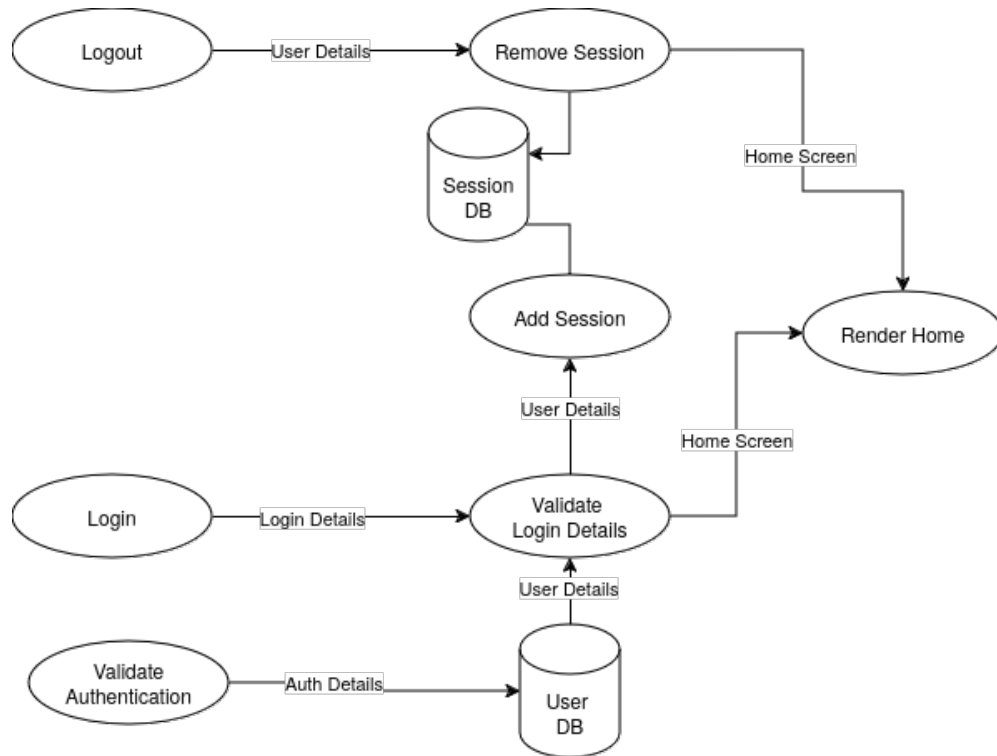 Logout
User Details
Remove Session
Home Screen
Session
DB
Add Session
Render Home
User Details
Home Screen
Login
Login Details
Validate
Login Details
User Details
Validate
Authentication
Auth Details
User
DB